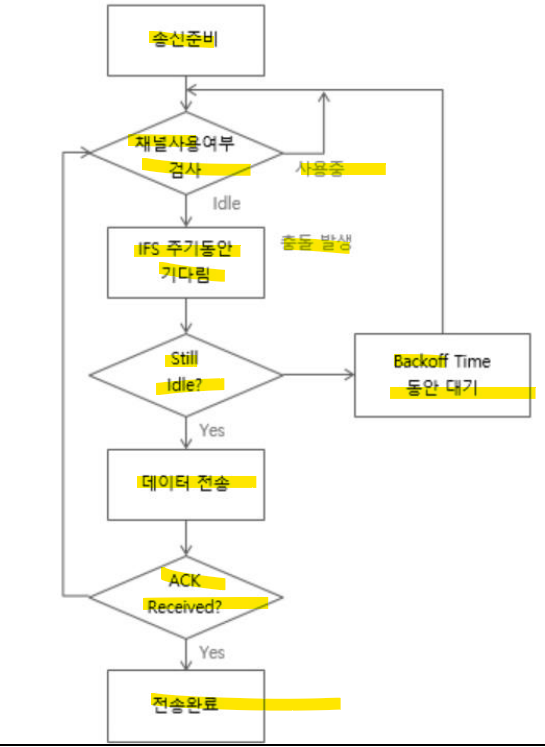 송신준비
채널사용여부
검사
사용중
Idle
IFS 주기동안
기다림
충돌 발생
Still
Idle?
Backoff Time
동안 대기
Yes
데이터 전송
ACK
Received?
Yes
전송완료